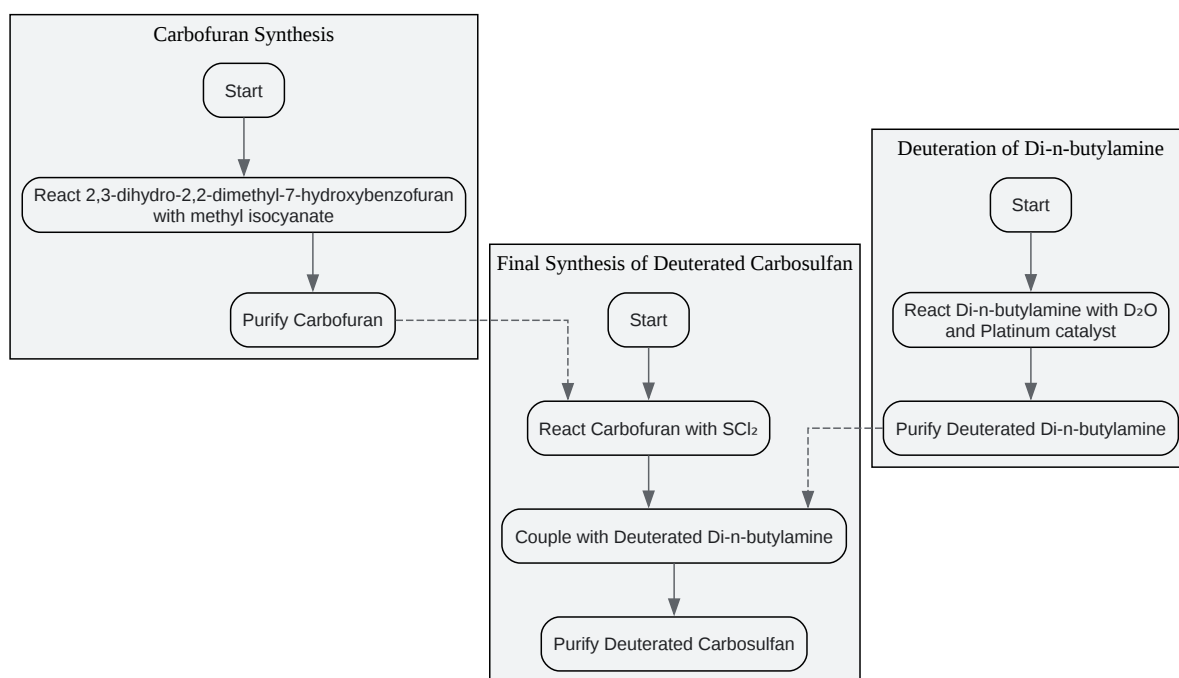 Carbofuran Synthesis
Start
React 2,3-dihydro-2,2-dimethyl-7-hydroxybenzofuran
with methyl isocyanate
Purify Carbofuran
Final Synthesis of Deuterated Carbosulfan
Start
React Carbofuran with SCl₂
Couple with Deuterated Di-n-butylamine
Purify Deuterated Carbosulfan
Deuteration of Di-n-butylamine
Start
React Di-n-butylamine with D₂O
and Platinum catalyst
Purify Deuterated Di-n-butylamine